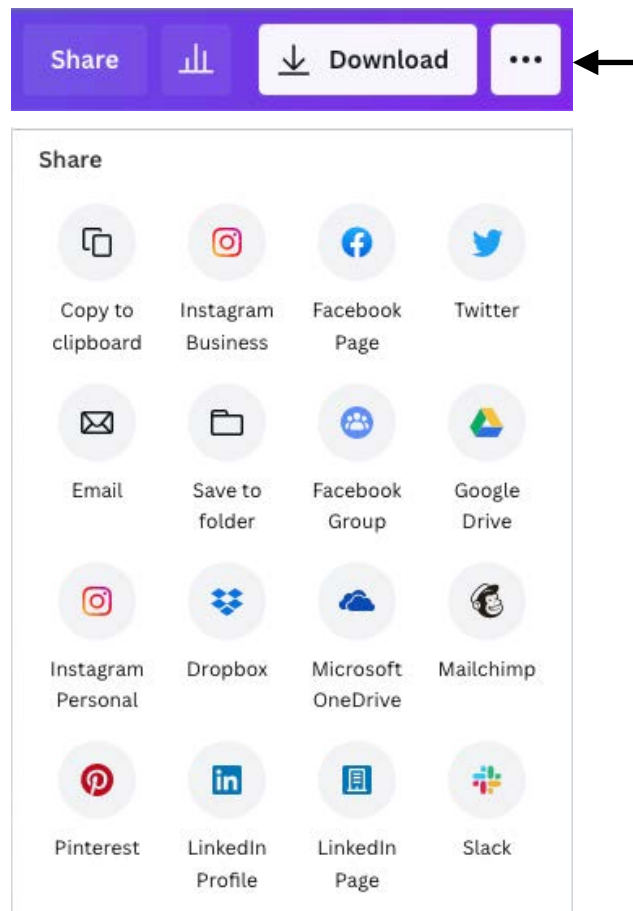 Share
Download
Share
Copy to clipboard
Instagram Business
Facebook Page
Twitter
Email
Save to folder
Facebook Group
Google Drive
Instagram Personal
Dropbox
Microsoft OneDrive
Mailchimp
Pinterest
LinkedIn Profile
LinkedIn Page
Slack